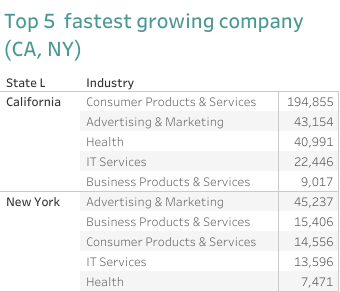 Top 5 fastest growing company
(CA, NY)
State L Industry
California Consumer Products & Services 194,855
Advertising & Marketing 43,154
Health 40,991
IT Services 22,446
Business Products & Services 9,017
New York Advertising & Marketing 45,237
Business Products & Services 15,406
Consumer Products & Services 14,556
IT Services 13,596
Health 7,471